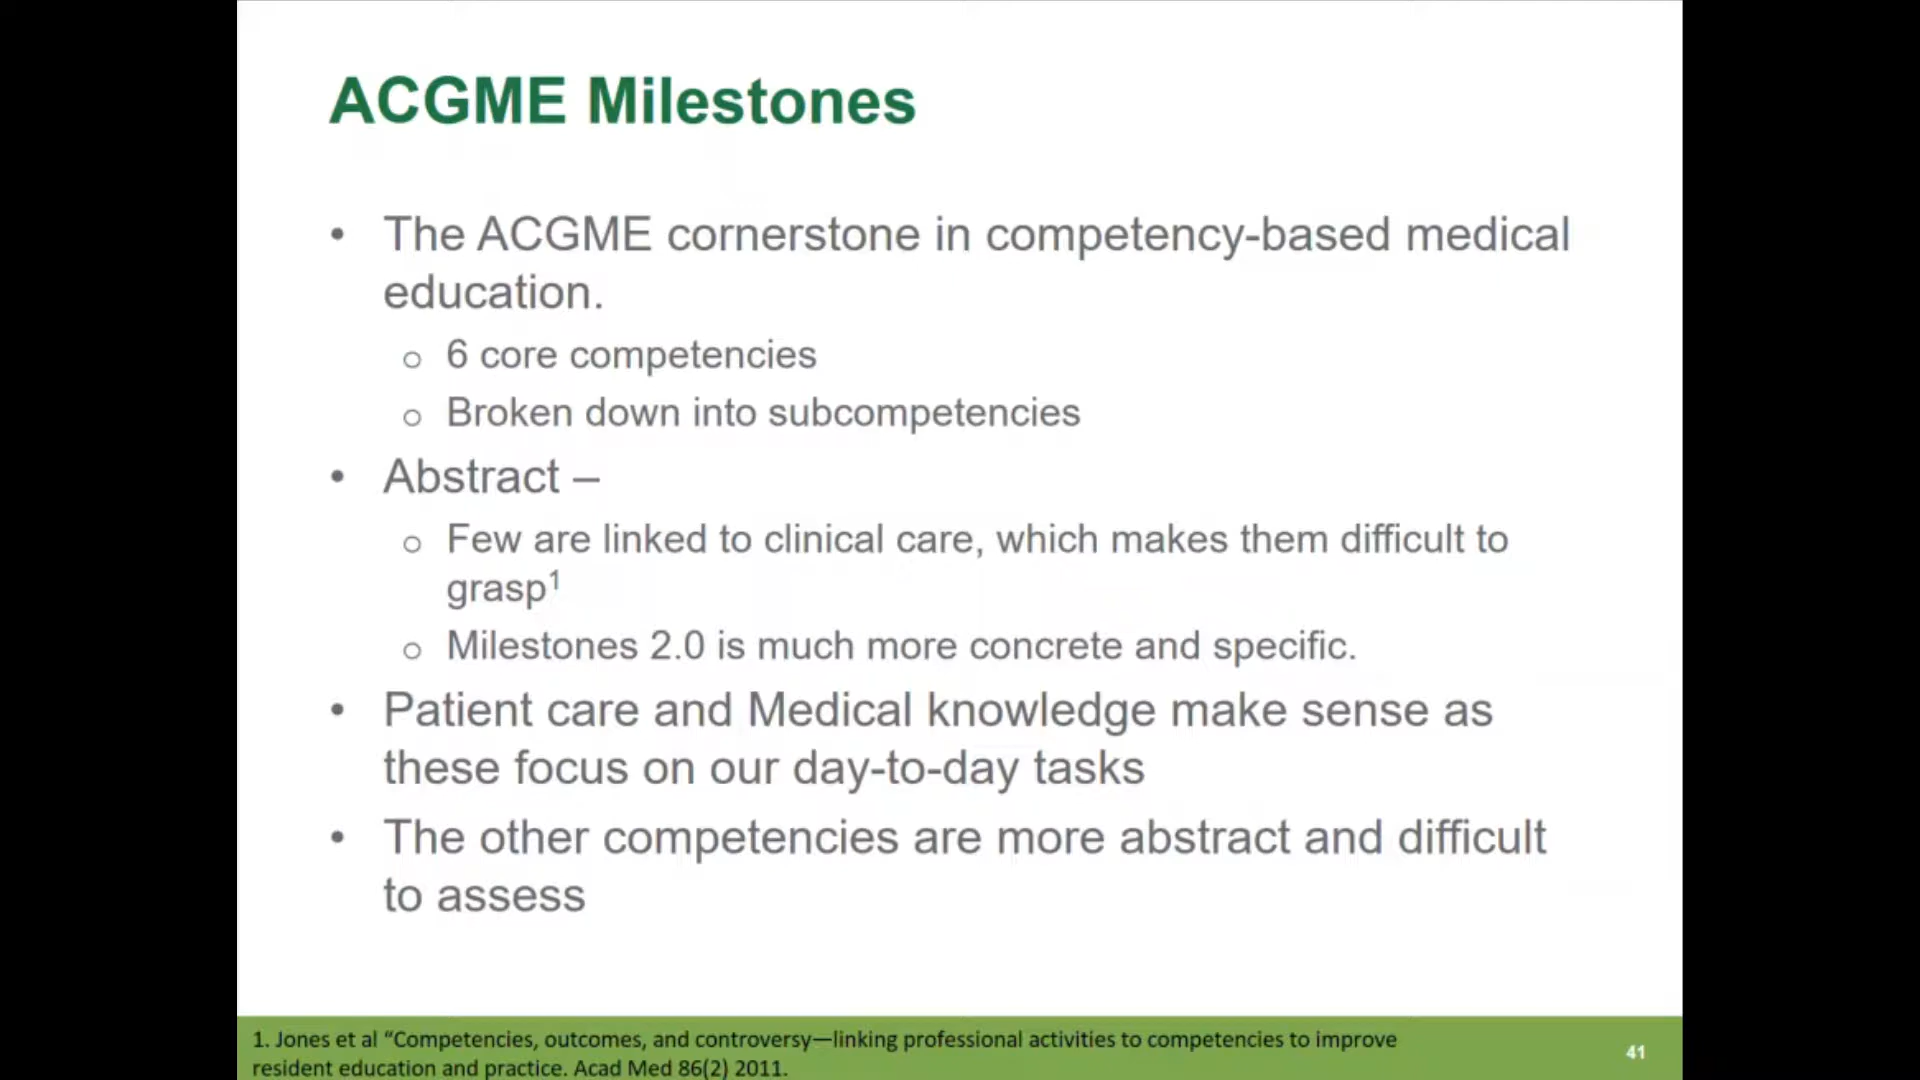 ACGME Milestones
• The ACGME cornerstone in competency-based medical
education.
o 6 core competencies
o Broken down into subcompetencies
• Abstract –
o Few are linked to clinical care, which makes them difficult to
grasp¹
o Milestones 2.0 is much more concrete and specific.
• Patient care and Medical knowledge make sense as
these focus on our day-to-day tasks
• The other competencies are more abstract and difficult
to assess
1. Jones et al “Competencies, outcomes, and controversy—linking professional activities to competencies to improve
resident education and practice. Acad Med 86(2) 2011.
41